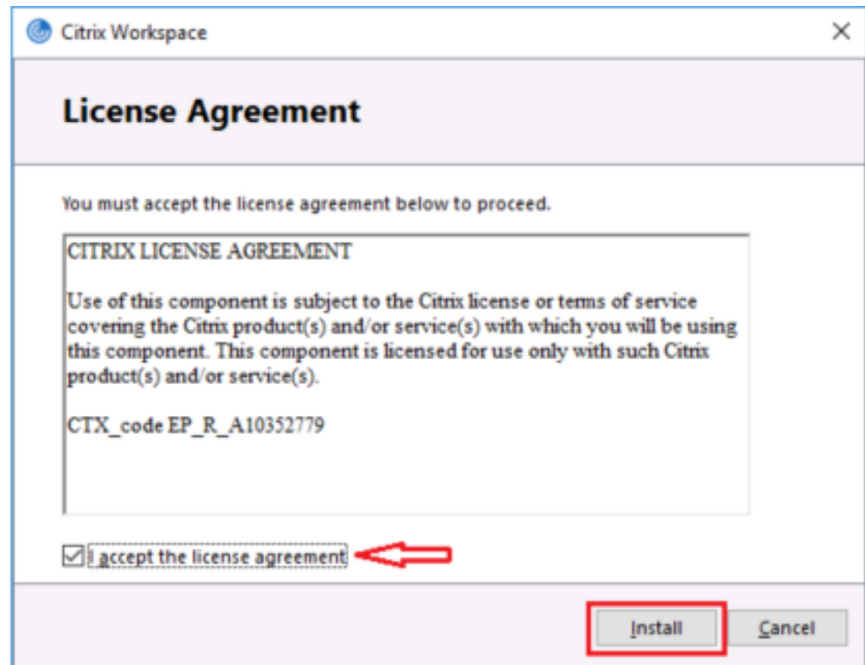 Citrix Workspace
License Agreement
You must accept the license agreement below to proceed.
CITRIX LICENSE AGREEMENT
Use of this component is subject to the Citrix license or terms of service
covering the Citrix product(s) and/or service(s) with which you will be using
this component. This component is licensed for use only with such Citrix
product(s) and/or service(s).
CTX_code EP_R_A10352779
I accept the license agreement
Install
Cancel